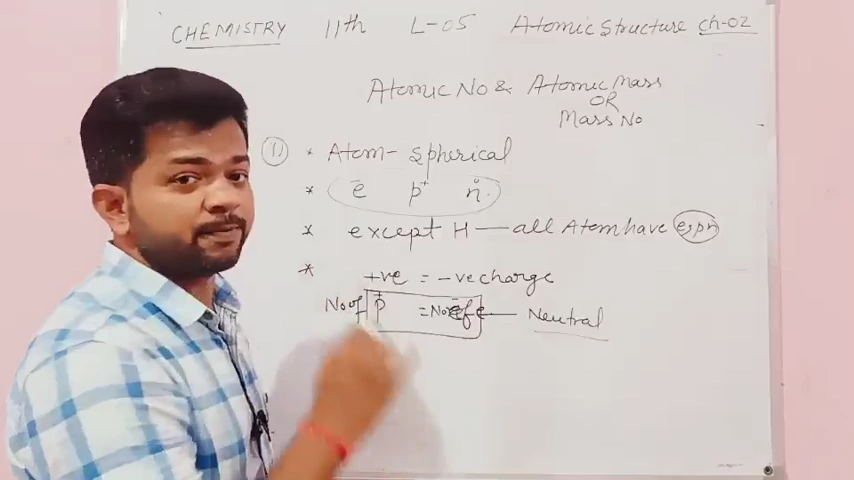 CHEMISTRY 11th L-05 Atomic Structure ch-02
Atomic No & Atomic Mass
OR
Mass No
(1) * Atom - Spherical
* e̅ p⁺ n°
* except H — all Atom have e,p,n
* +ve = -ve charge
No of p⁺ = No of e — Neutral